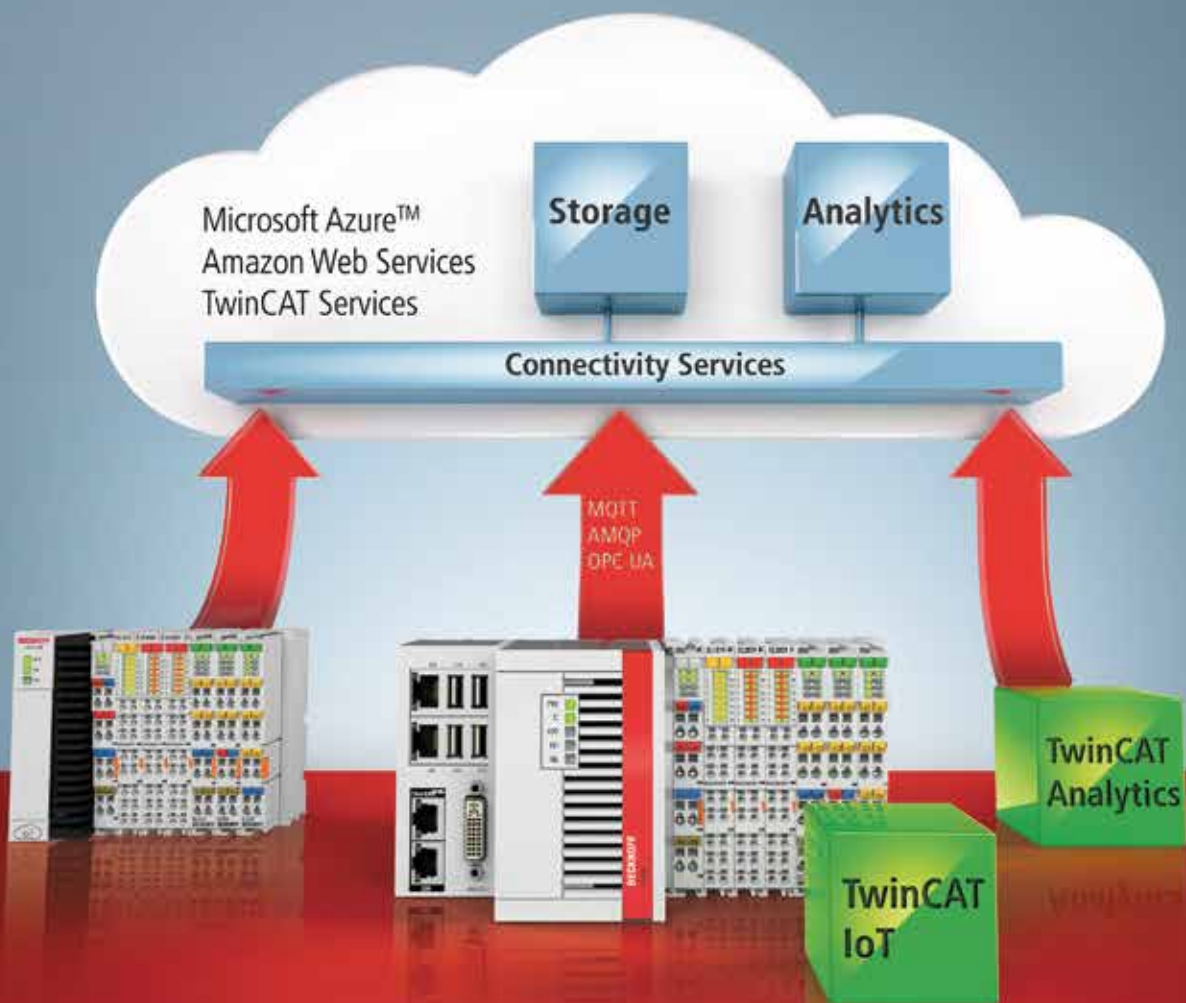 Microsoft Azure™
Amazon Web Services
TwinCAT Services
Storage
Analytics
Connectivity Services
MQTT
AMQP
OPC UA
BECKHOFF
TwinCAT
Analytics
TwinCAT
IoT